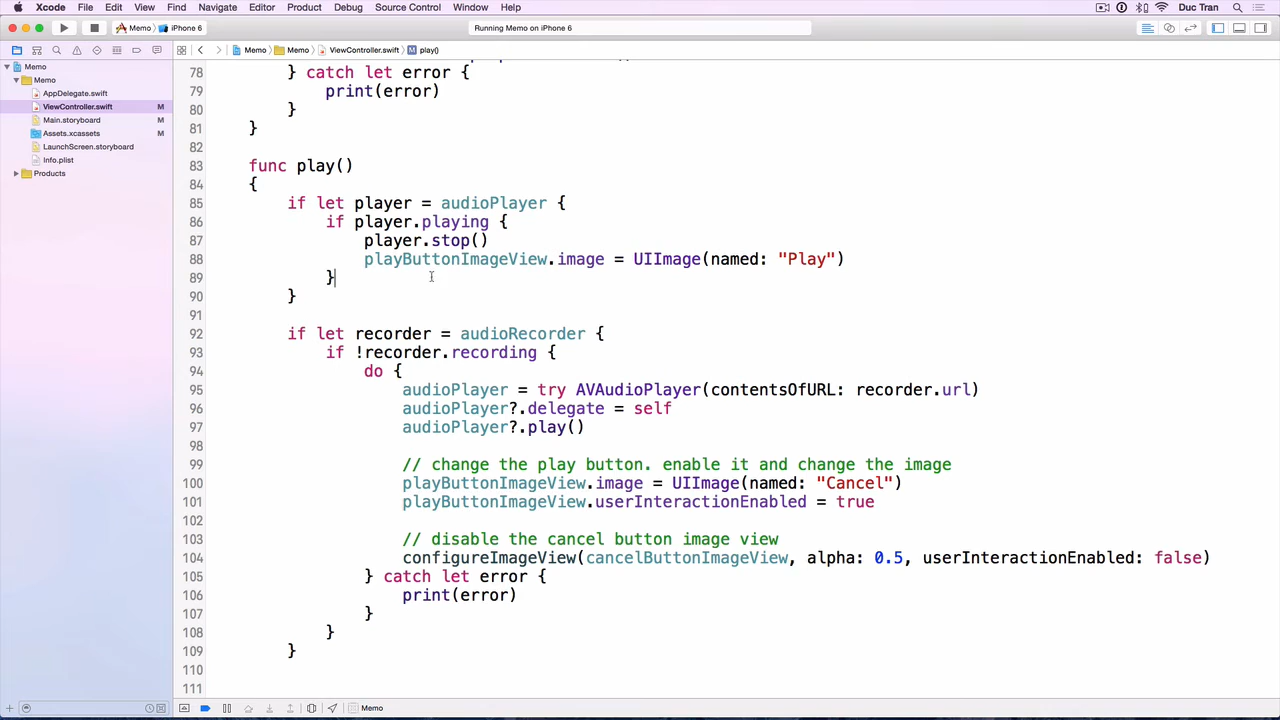 Xcode File Edit View Find Navigate Editor Product Debug Source Control Window Help Duc Tran
Memo iPhone 6 Running Memo on iPhone 6
Memo Memo ViewController.swift M play()
Memo
Memo
AppDelegate.swift
ViewController.swift M
Main.storyboard M
Assets.xcassets M
LaunchScreen.storyboard
Info.plist
Products
78 } catch let error {
79 print(error)
80 }
81 }
82
83 func play()
84 {
85 if let player = audioPlayer {
86 if player.playing {
87 player.stop()
88 playButtonImageView.image = UIImage(named: "Play")
89 }
90 }
91
92 if let recorder = audioRecorder {
93 if !recorder.recording {
94 do {
95 audioPlayer = try AVAudioPlayer(contentsOfURL: recorder.url)
96 audioPlayer?.delegate = self
97 audioPlayer?.play()
98
99 // change the play button. enable it and change the image
100 playButtonImageView.image = UIImage(named: "Cancel")
101 playButtonImageView.userInteractionEnabled = true
102
103 // disable the cancel button image view
104 configureImageView(cancelButtonImageView, alpha: 0.5, userInteractionEnabled: false)
105 } catch let error {
106 print(error)
107 }
108 }
109 }
110
111
Memo